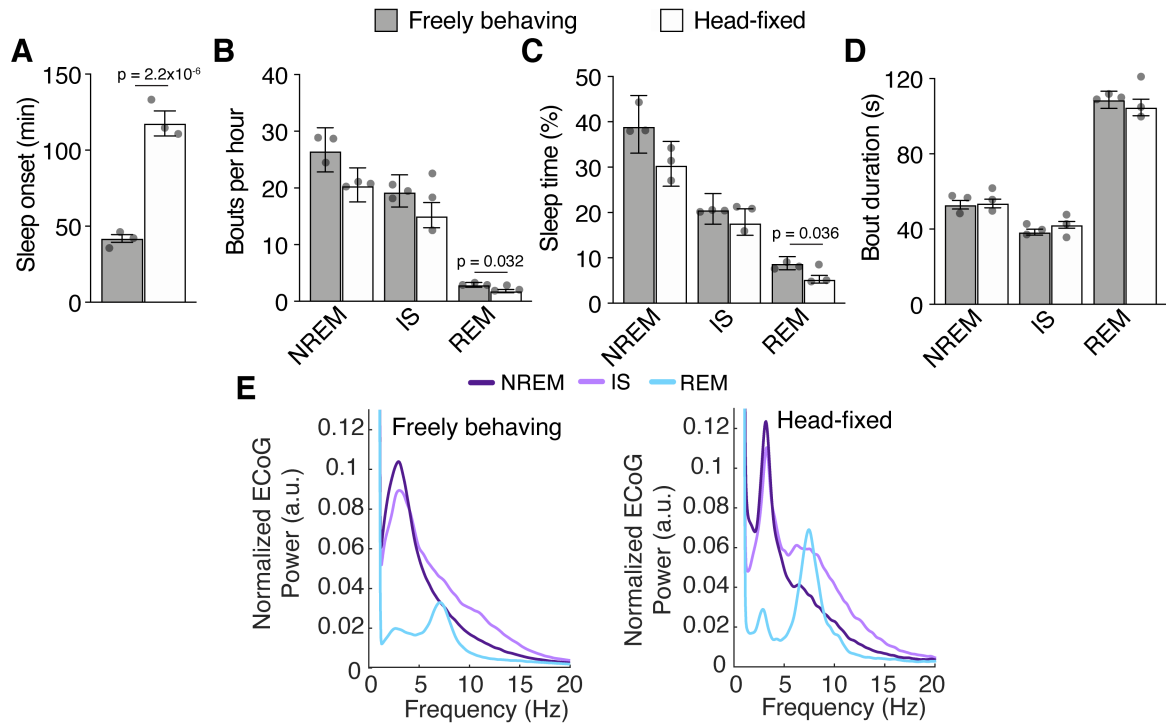 Freely behaving
Head-fixed
A
Sleep onset (min)
150
100
50
0
p = 2.2x10-6
B
Bouts per hour
40
30
20
10
0
p = 0.032
NREM
IS
REM
C
Sleep time (%)
50
40
30
20
10
0
p = 0.036
NREM
IS
REM
D
Bout duration (s)
120
80
40
0
NREM
IS
REM
E
NREM
IS
REM
Freely behaving
Normalized ECoG
Power (a.u.)
0.12
0.1
0.08
0.06
0.04
0.02
0
0
5
10
15
20
Frequency (Hz)
Head-fixed
Normalized ECoG
Power (a.u.)
0.12
0.1
0.08
0.06
0.04
0.02
0
0
5
10
15
20
Frequency (Hz)